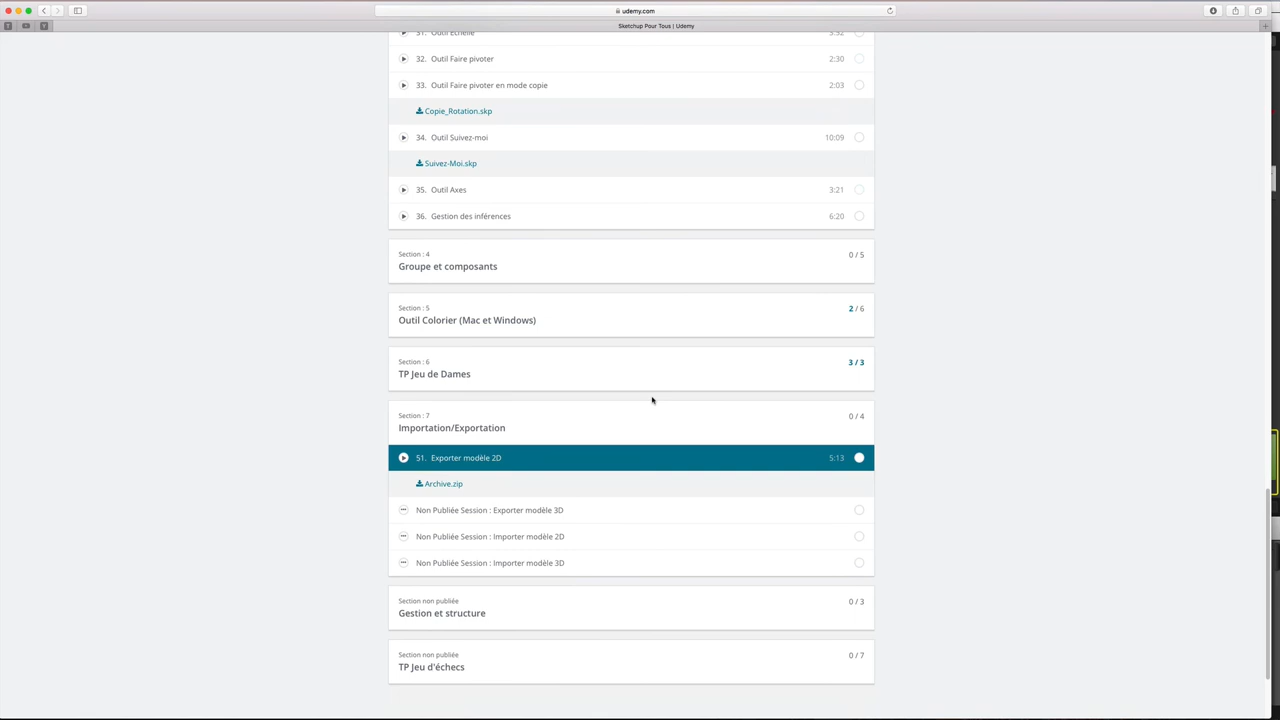 udemy.com
T
Y
Sketchup Pour Tous | Udemy
+
31. Outil Echelle 3:52
32. Outil Faire pivoter 2:30
33. Outil Faire pivoter en mode copie 2:03
Copie_Rotation.skp
34. Outil Suivez-moi 10:09
Suivez-Moi.skp
35. Outil Axes 3:21
36. Gestion des inférences 6:20
Section : 4 0 / 5
Groupe et composants
Section : 5 2 / 6
Outil Colorier (Mac et Windows)
Section : 6 3 / 3
TP Jeu de Dames
Section : 7 0 / 4
Importation/Exportation
51. Exporter modèle 2D 5:13
Archive.zip
Non Publiée Session : Exporter modèle 3D
Non Publiée Session : Importer modèle 2D
Non Publiée Session : Importer modèle 3D
Section non publiée 0 / 3
Gestion et structure
Section non publiée 0 / 7
TP Jeu d'échecs